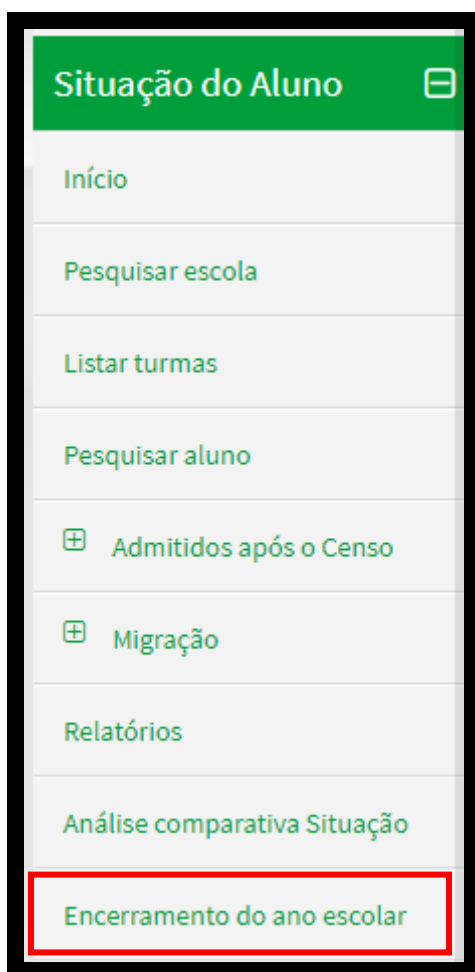 Situação do Aluno
Início
Pesquisar escola
Listar turmas
Pesquisar aluno
Admitidos após o Censo
Migração
Relatórios
Análise comparativa Situação
Encerramento do ano escolar